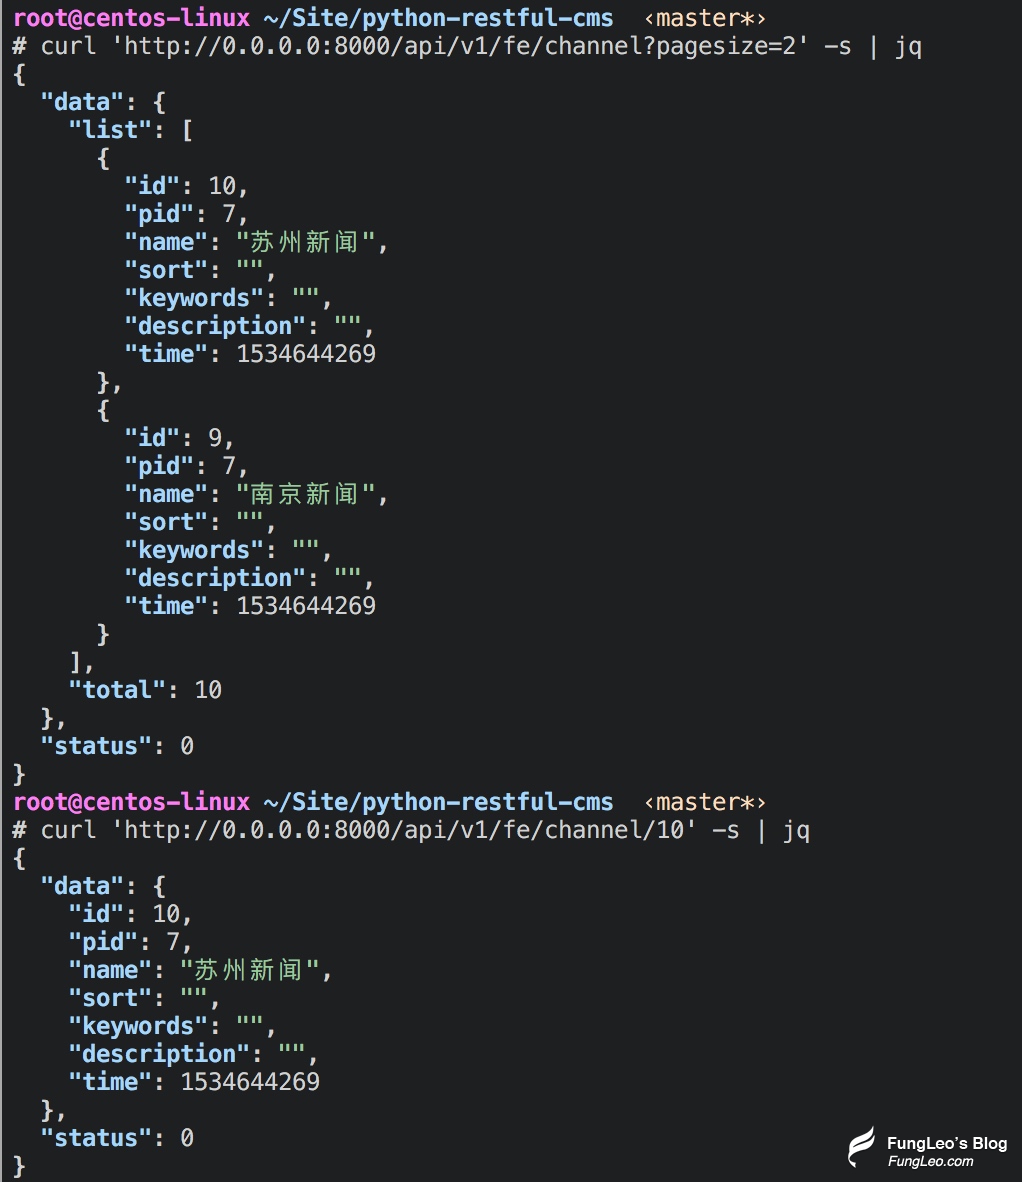 root@centos-linux ~/Site/python-restful-cms  ‹master*›
# curl 'http://0.0.0.0:8000/api/v1/fe/channel?pagesize=2' -s | jq
{
  "data": {
    "list": [
      {
        "id": 10,
        "pid": 7,
        "name": "苏州新闻",
        "sort": "",
        "keywords": "",
        "description": "",
        "time": 1534644269
      },
      {
        "id": 9,
        "pid": 7,
        "name": "南京新闻",
        "sort": "",
        "keywords": "",
        "description": "",
        "time": 1534644269
      }
    ],
    "total": 10
  },
  "status": 0
}
root@centos-linux ~/Site/python-restful-cms  ‹master*›
# curl 'http://0.0.0.0:8000/api/v1/fe/channel/10' -s | jq
{
  "data": {
    "id": 10,
    "pid": 7,
    "name": "苏州新闻",
    "sort": "",
    "keywords": "",
    "description": "",
    "time": 1534644269
  },
  "status": 0
}
FungLeo's Blog
FungLeo.com